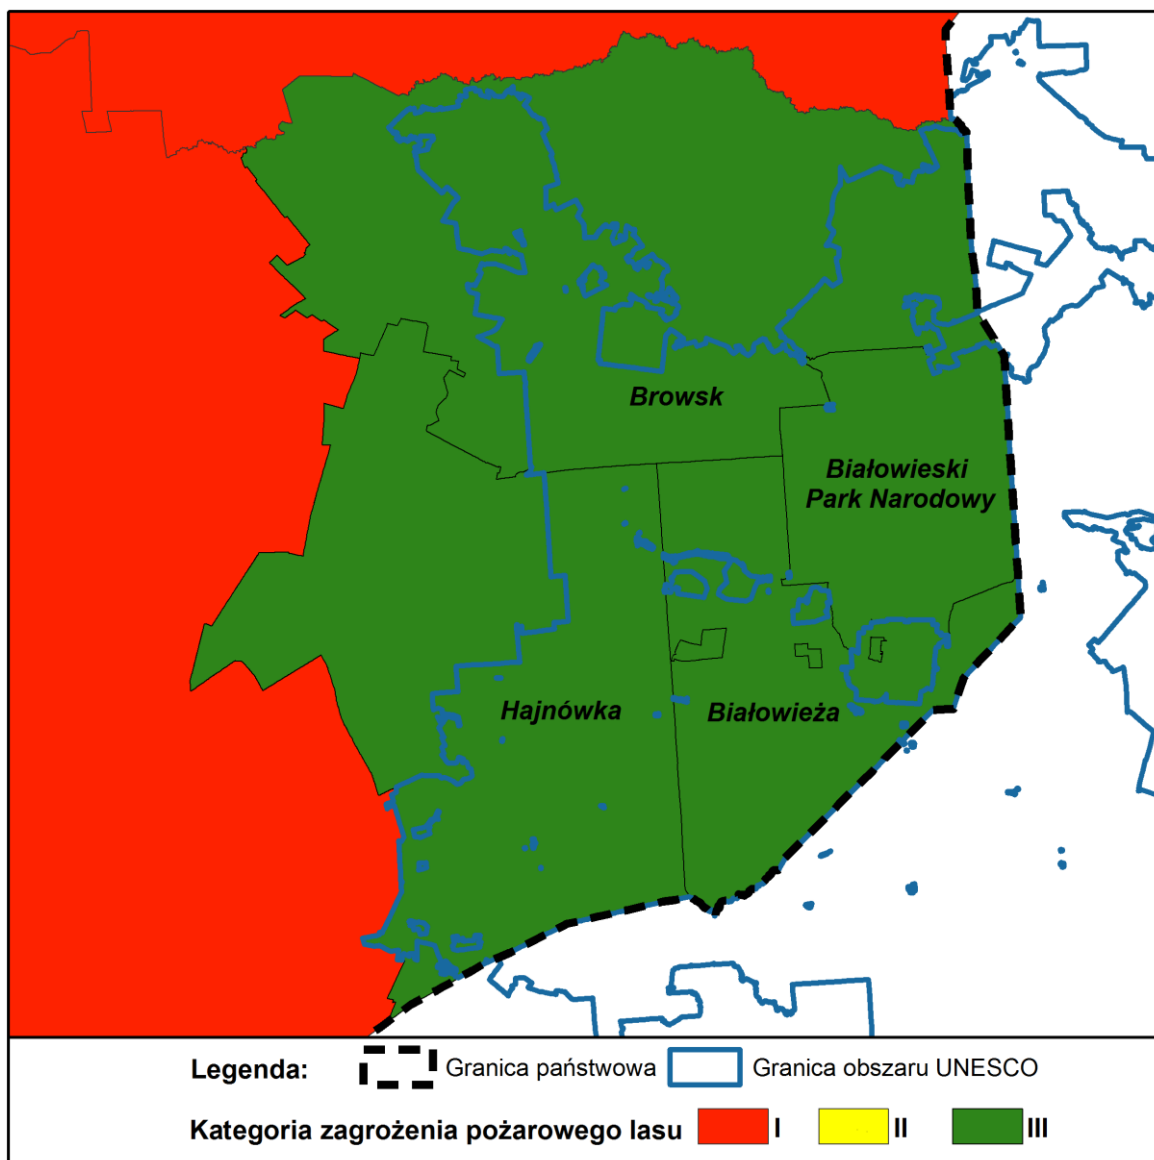 Browsk
Białowieski
Park Narodowy
Hajnówka
Białowieża
Legenda:
Granica państwowa
Granica obszaru UNESCO
Kategoria zagrożenia pożarowego lasu
I
II
III